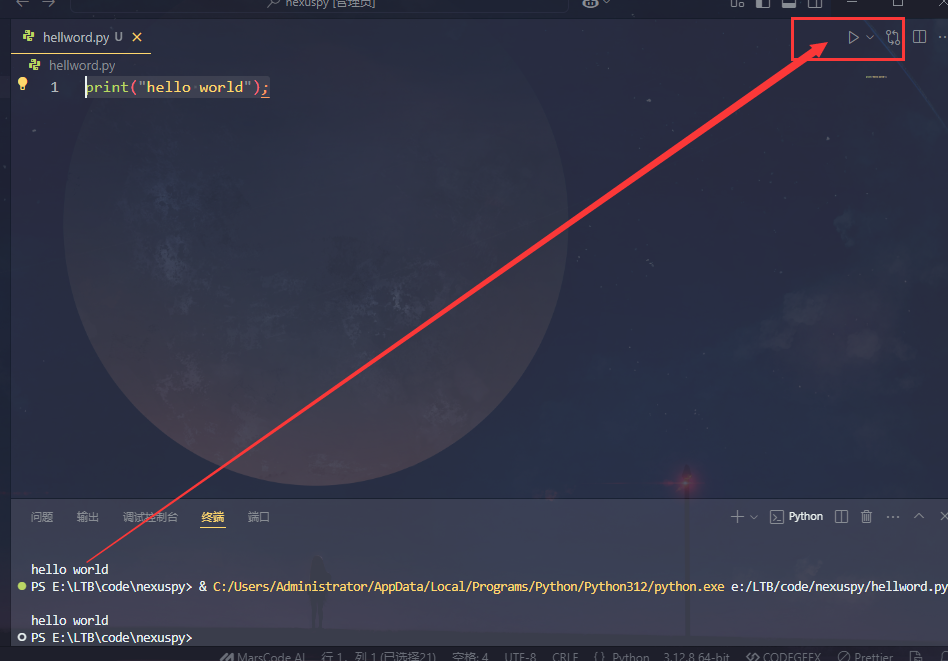 nexuspy [管理员]
hellword.py U
hellword.py
1 print("hello world");
问题 输出 调试控制台 终端 端口
Python
hello world
PS E:\LTB\code\nexuspy> & C:/Users/Administrator/AppData/Local/Programs/Python/Python312/python.exe e:/LTB/code/nexuspy/hellword.py
hello world
PS E:\LTB\code\nexuspy>
MarsCode AI 行 1，列 1 (已选择21) 空格: 4 UTF-8 CRLF {} Python 3.12.8 64-bit CODEGEEX Prettier